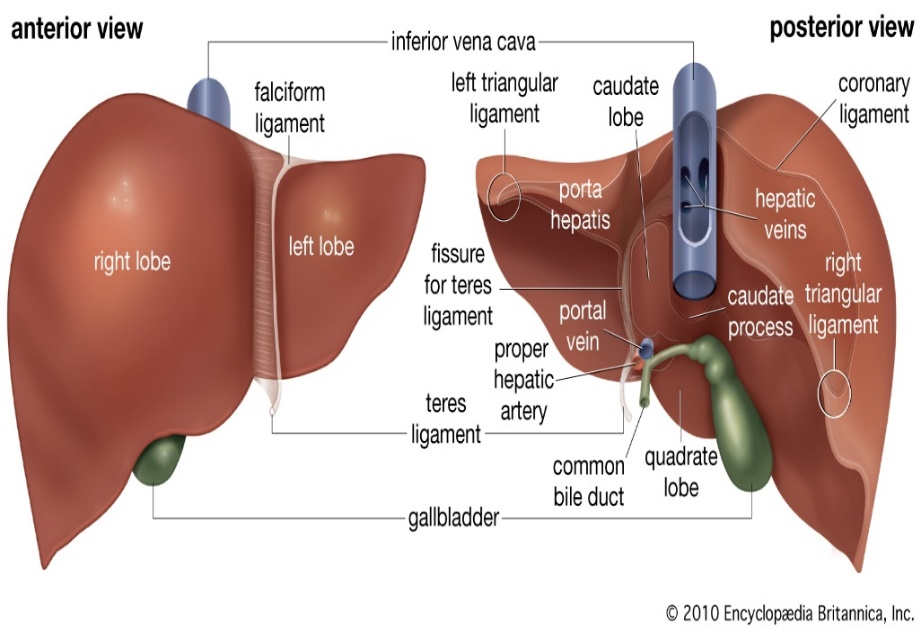 anterior view
posterior view
inferior vena cava
falciform
ligament
left triangular
ligament
caudate
lobe
coronary
ligament
right lobe
left lobe
porta
hepatis
hepatic
veins
fissure
for teres
ligament
right
triangular
ligament
caudate
process
portal
vein
proper
hepatic
artery
teres
ligament
common
bile duct
quadrate
lobe
gallbladder
© 2010 Encyclopædia Britannica, Inc.